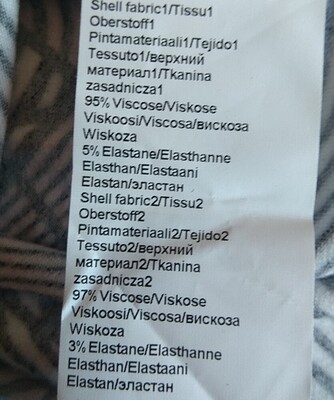 Shell fabric1/Tissu1
Oberstoff1
Pintamateriaali1/Tejido1
Tessuto1/верхний
материал1/Tkanina
zasadnicza1
95% Viscose/Viskose
Viskoosi/Viscosa/вискоза
Wiskoza
5% Elastane/Elasthanne
Elasthan/Elastaani
Elastan/эластан
Shell fabric2/Tissu2
Oberstoff2
Pintamateriaali2/Tejido2
Tessuto2/верхний
материал2/Tkanina
zasadnicza2
97% Viscose/Viskose
Viskoosi/Viscosa/вискоза
Wiskoza
3% Elastane/Elasthanne
Elasthan/Elastaani
Elastan/эластан